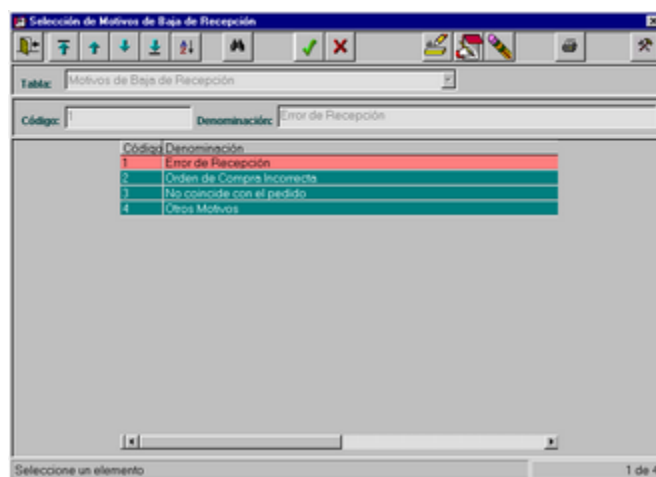 Selección de Motivos de Baja de Recepción
Tabla: Motivos de Baja de Recepción
Código: 1 Denominación: Error de Recepción
Código Denominación
1 Error de Recepción
2 Orden de Compra Incorrecta
3 No coincide con el pedido
4 Otros Motivos
Seleccione un elemento 1 de 4